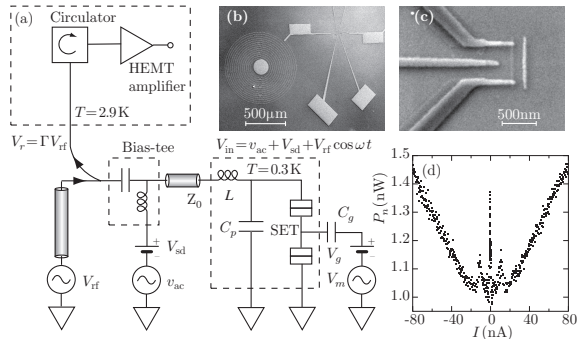 (a)
Circulator
HEMT
amplifier
T=2.9K
V_r=ΓV_rf
Bias-tee
V_in=v_ac+V_sd+V_rf cos ωt
T=0.3K
Z_0
L
C_p
SET
C_g
V_g
V_sd
+
−
V_rf
v_ac
V_m
+
−
(b)
500µm
(c)
500nm
(d)
P_n (nW)
1.5
1.4
1.3
1.2
1.1
1.0
-80
-40
0
40
80
I (nA)